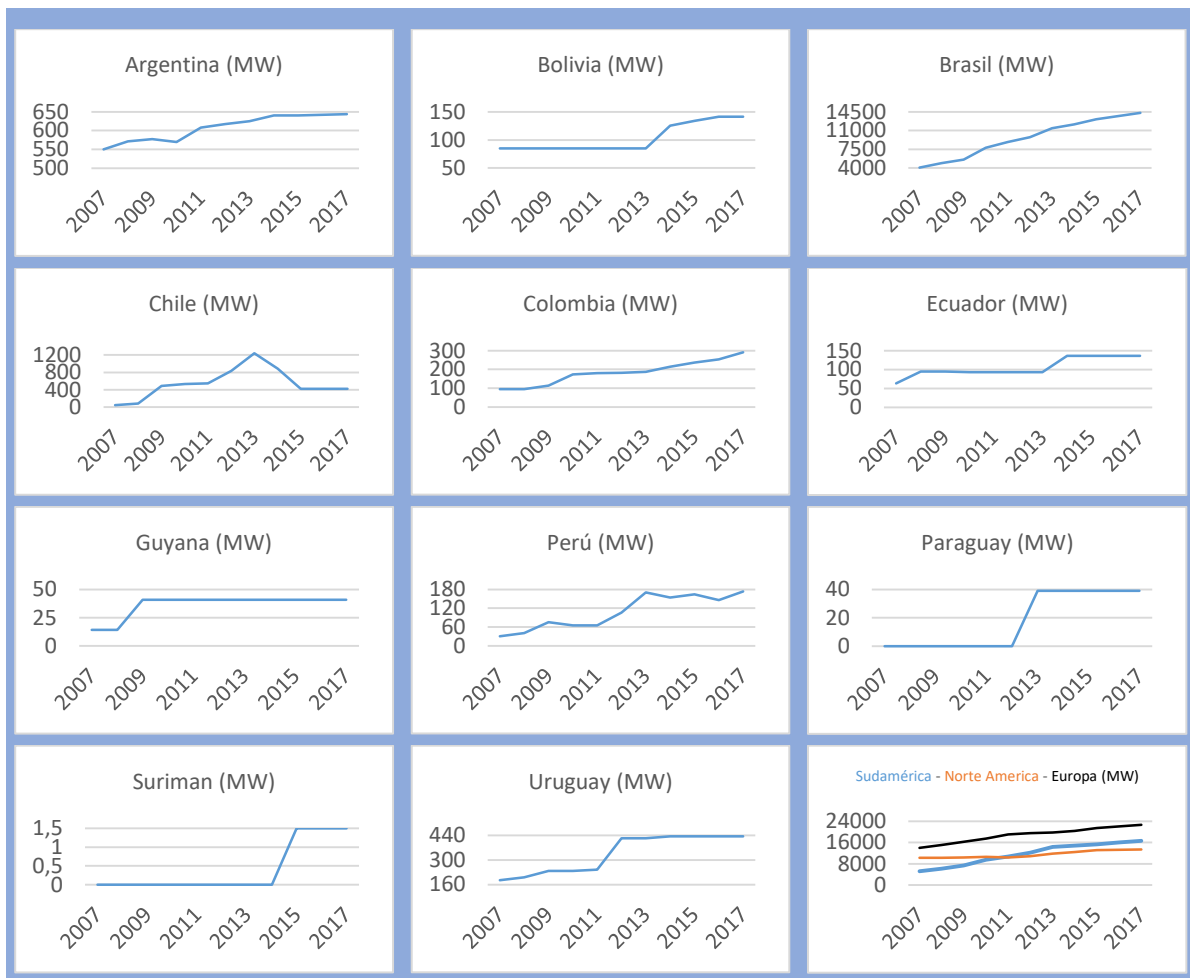 Argentina (MW)
650
600
550
500
2007 2009 2011 2013 2015 2017
Bolivia (MW)
150
100
50
2007 2009 2011 2013 2015 2017
Brasil (MW)
14500
11000
7500
4000
2007 2009 2011 2013 2015 2017
Chile (MW)
1200
800
400
0
2007 2009 2011 2013 2015 2017
Colombia (MW)
300
200
100
0
2007 2009 2011 2013 2015 2017
Ecuador (MW)
150
100
50
0
2007 2009 2011 2013 2015 2017
Guyana (MW)
50
25
0
2007 2009 2011 2013 2015 2017
Perú (MW)
180
120
60
0
2007 2009 2011 2013 2015 2017
Paraguay (MW)
40
20
0
2007 2009 2011 2013 2015 2017
Suriman (MW)
1,5
1
0,5
0
2007 2009 2011 2013 2015 2017
Uruguay (MW)
440
300
160
2007 2009 2011 2013 2015 2017
Sudamérica - Norte America - Europa (MW)
24000
16000
8000
0
2007 2009 2011 2013 2015 2017